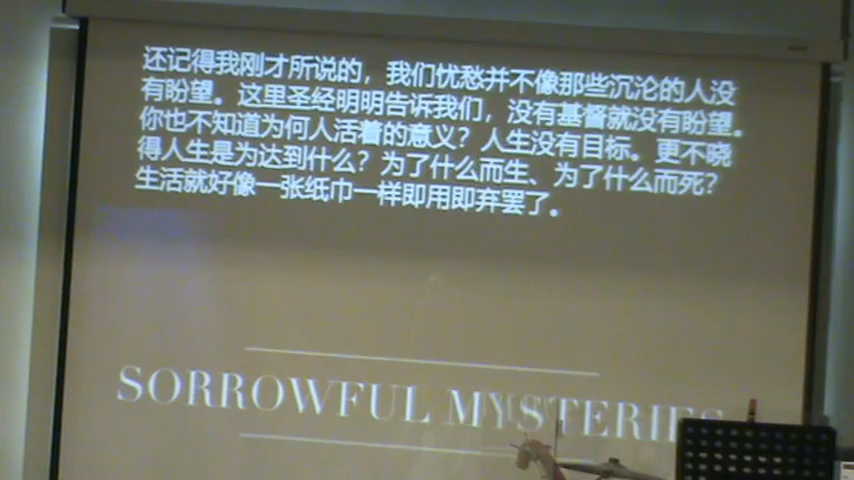 还记得我刚才所说的，我们忧愁并不像那些沉沦的人没
有盼望。这里圣经明明告诉我们，没有基督就没有盼望。
你也不知道为何人活着的意义？人生没有目标。更不晓
得人生是为达到什么？为了什么而生、为了什么而死？
生活就好像一张纸巾一样即用即弃罢了。
SORROWFUL MYSTERIES